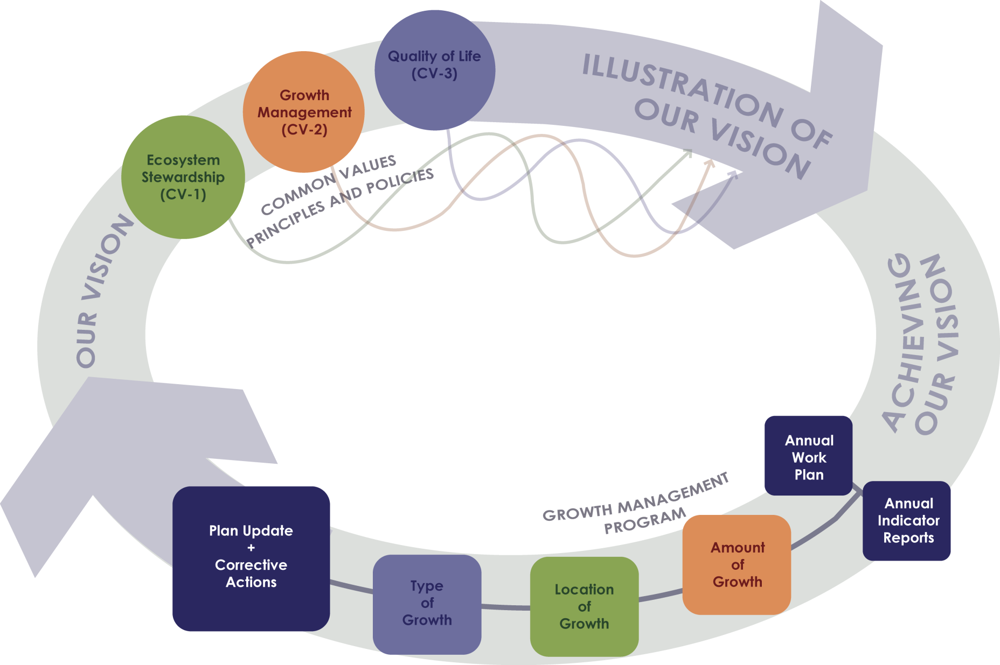 Quality of Life
(CV-3)
Growth
Management
(CV-2)
Ecosystem
Stewardship
(CV-1)
ILLUSTRATION OF
OUR VISION
COMMON VALUES
PRINCIPLES AND POLICIES
OUR VISION
ACHIEVING
OUR VISION
Annual
Work
Plan
Annual
Indicator
Reports
GROWTH MANAGEMENT
PROGRAM
Amount
of
Growth
Location
of
Growth
Type
of
Growth
Plan Update
+
Corrective
Actions